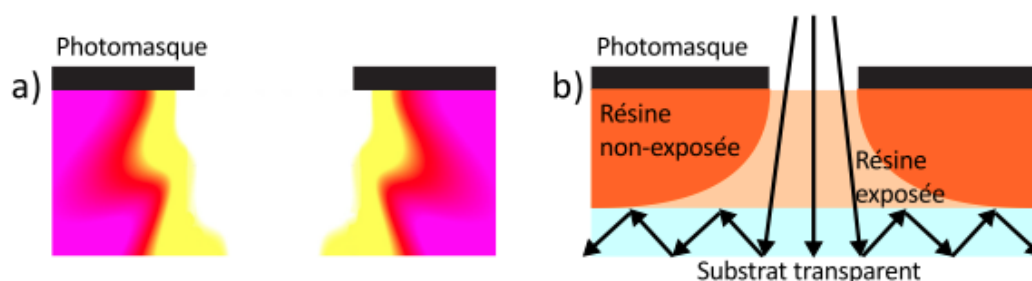 Photomasque
a)
Photomasque
b)
Résine
non-exposée
Résine
exposée
Substrat transparent